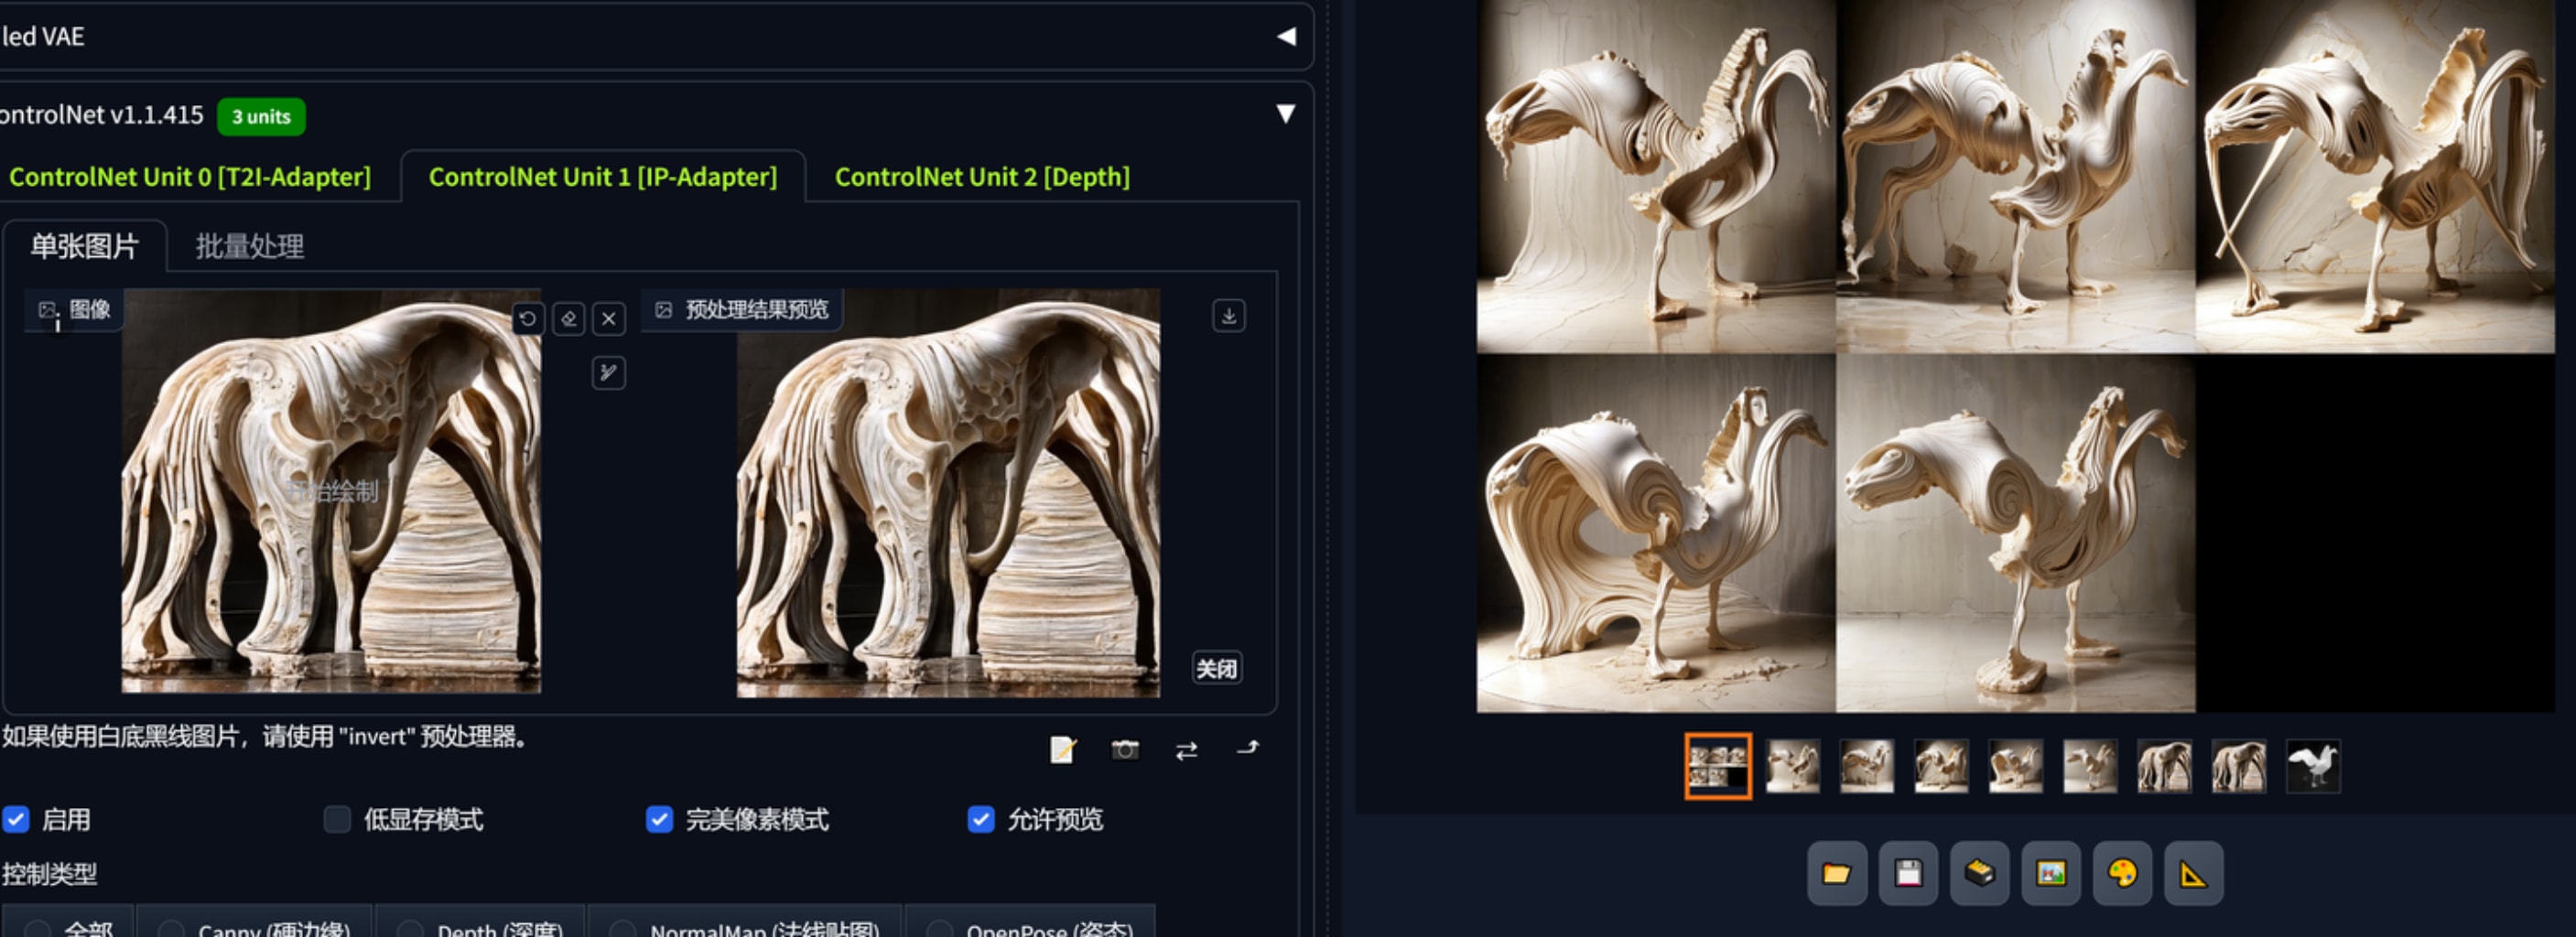 led VAE
ontrolNet v1.1.415 3 units
ControlNet Unit 0 [T2I-Adapter] ControlNet Unit 1 [IP-Adapter] ControlNet Unit 2 [Depth]
单张图片 批量处理
图像 预处理结果预览
开始绘制
关闭
如果使用白底黑线图片，请使用 "invert" 预处理器。
启用 低显存模式 完美像素模式 允许预览
控制类型
全部 Canny (硬边缘) Depth (深度) NormalMap (法线贴图) OpenPose (姿态)